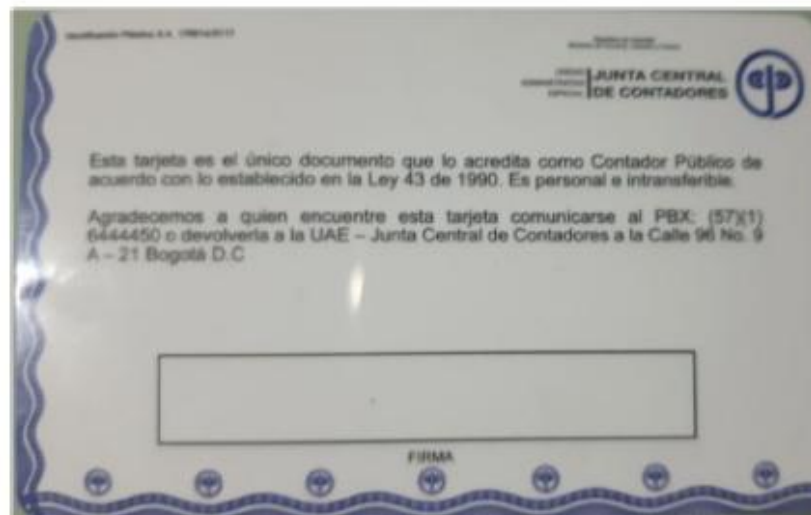 JUNTA CENTRAL
DE CONTADORES
Esta tarjeta es el único documento que lo acredita como Contador Público de
acuerdo con lo establecido en la Ley 43 de 1990. Es personal e intransferible.
Agradecemos a quien encuentre esta tarjeta comunicarse al PBX: (57)(1)
6444450 o devolverla a la UAE – Junta Central de Contadores a la Calle 96 No. 9
A – 21 Bogotá D.C
FIRMA